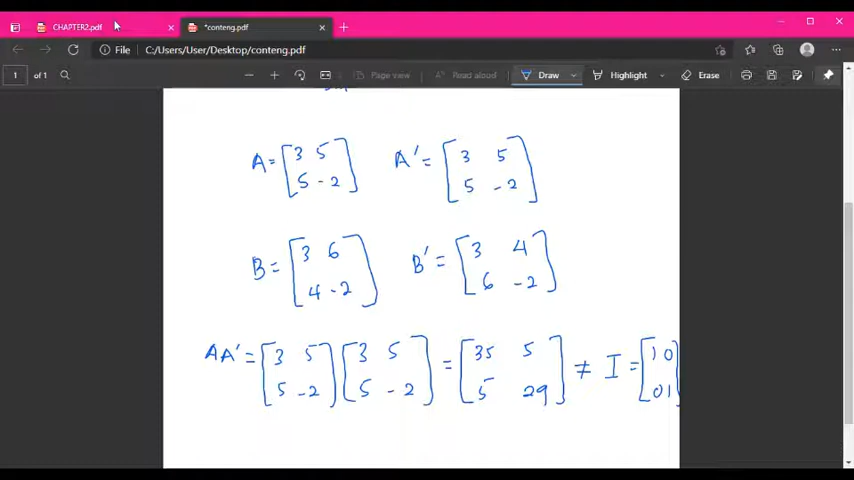 CHAPTER2.pdf
*conteng.pdf
File C:/Users/User/Desktop/conteng.pdf
1 of 1 Page view Read aloud Draw Highlight Erase
A = [3 5 A' = [3 5
5 -2] 5 -2]
B = [3 6 B' = [3 4
4 -2] 6 -2]
AA' = [3 5 [3 5 = [35 5 ≠ I = [1 0
5 -2] 5 -2] 5 29] 0 1]